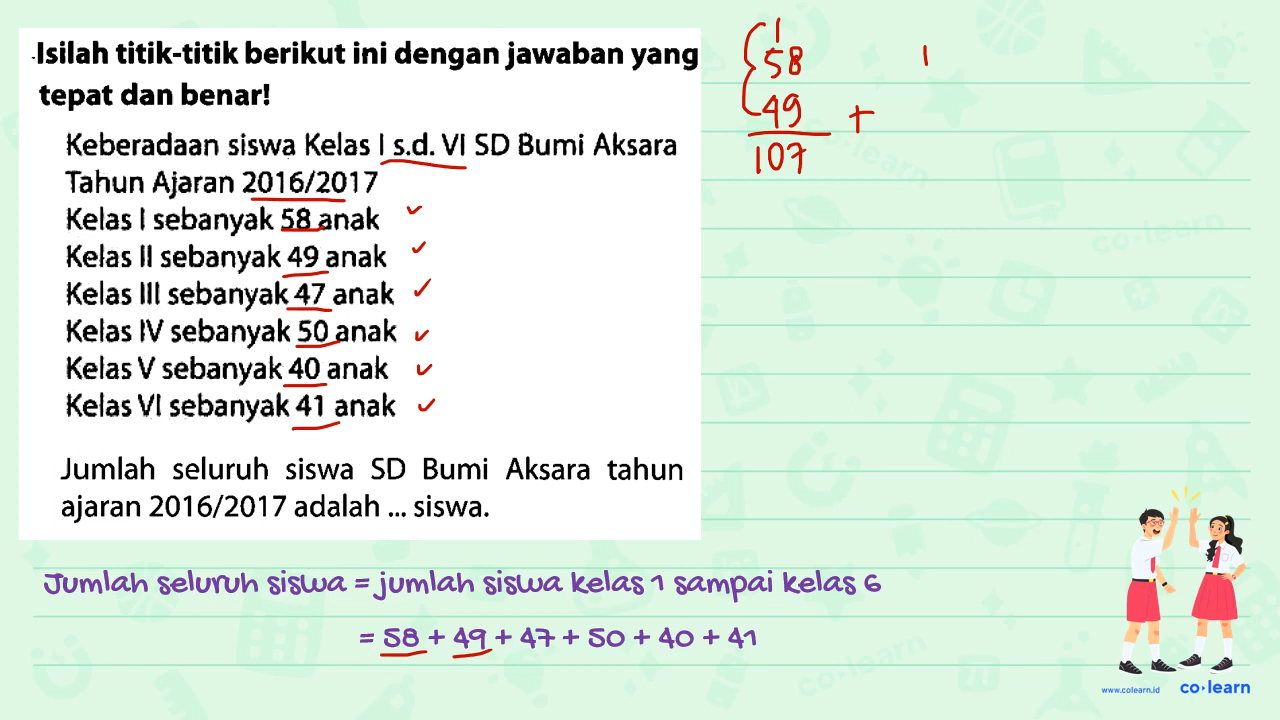 Isilah titik-titik berikut ini dengan jawaban yang
tepat dan benar!
Keberadaan siswa Kelas I s.d. VI SD Bumi Aksara
Tahun Ajaran 2016/2017
Kelas I sebanyak 58 anak
Kelas II sebanyak 49 anak
Kelas III sebanyak 47 anak
Kelas IV sebanyak 50 anak
Kelas V sebanyak 40 anak
Kelas VI sebanyak 41 anak
Jumlah seluruh siswa SD Bumi Aksara tahun
ajaran 2016/2017 adalah ... siswa.
1
58
49 +
107
1
Jumlah seluruh siswa = jumlah siswa kelas 1 sampai kelas 6
= 58 + 49 + 47 + 50 + 40 + 41
www.colearn.id co·learn